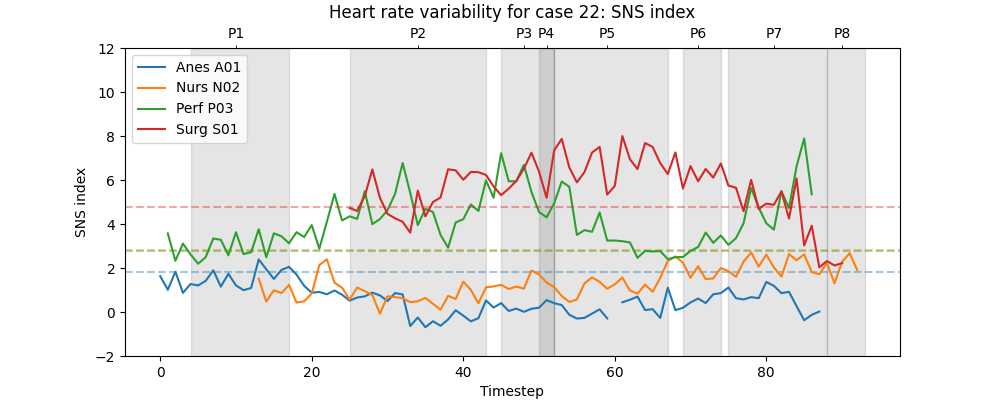 Heart rate variability for case 22: SNS index
P1 P2 P3 P4 P5 P6 P7 P8
12
10
8
6
4
2
0
−2
SNS index
Anes A01
Nurs N02
Perf P03
Surg S01
0 20 40 60 80
Timestep